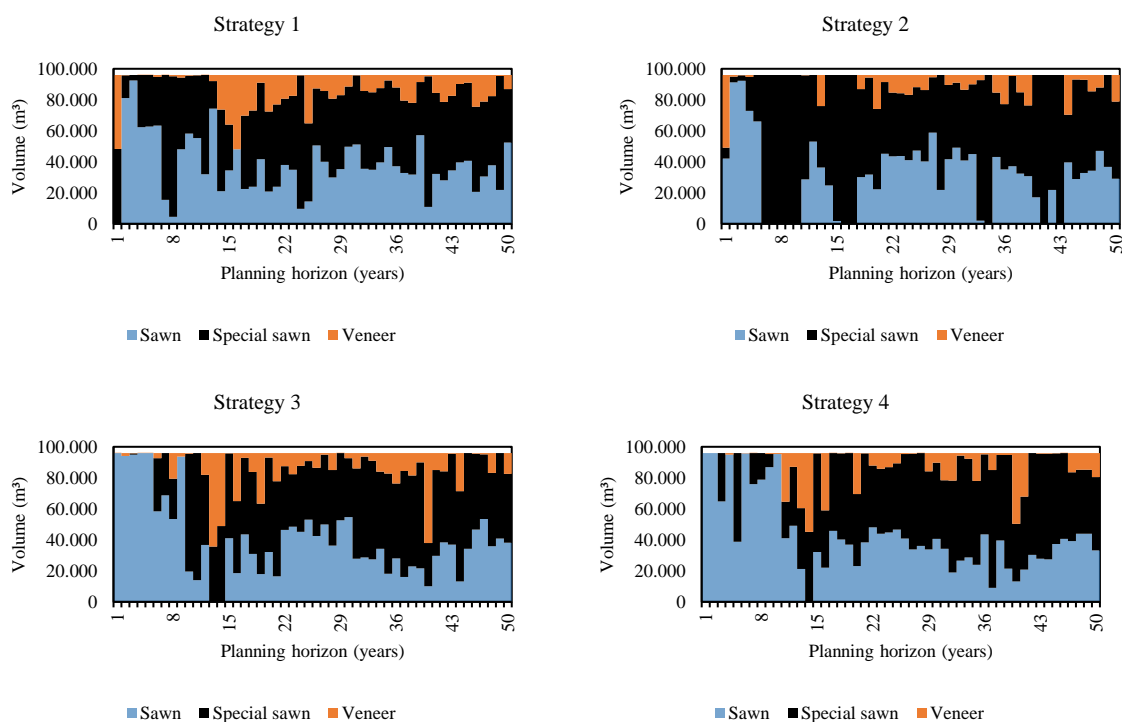 Strategy 1
100.000
80.000
60.000
40.000
20.000
0
Volume (m³)
1 8 15 22 29 36 43 50
Planning horizon (years)
Sawn Special sawn Veneer
Strategy 2
100.000
80.000
60.000
40.000
20.000
0
Volume (m³)
1 8 15 22 29 36 43 50
Planning horizon (years)
Sawn Special sawn Veneer
Strategy 3
100.000
80.000
60.000
40.000
20.000
0
Volume (m³)
1 8 15 22 29 36 43 50
Planning horizon (years)
Sawn Special sawn Veneer
Strategy 4
100.000
80.000
60.000
40.000
20.000
0
Volume (m³)
1 8 15 22 29 36 43 50
Planning horizon (years)
Sawn Special sawn Veneer